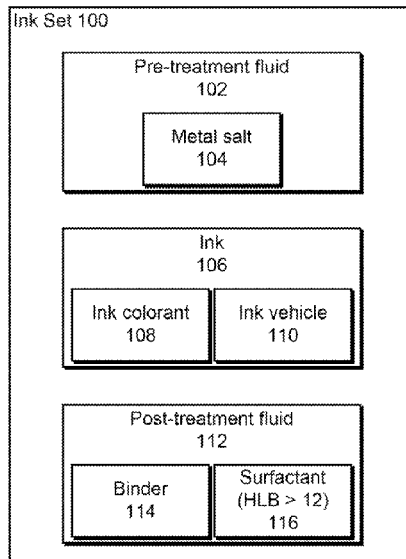 Ink Set 100
Pre-treatment fluid
102
Metal salt
104
Ink
106
Ink colorant
108
Ink vehicle
110
Post-treatment fluid
112
Binder
114
Surfactant
(HLB > 12)
116